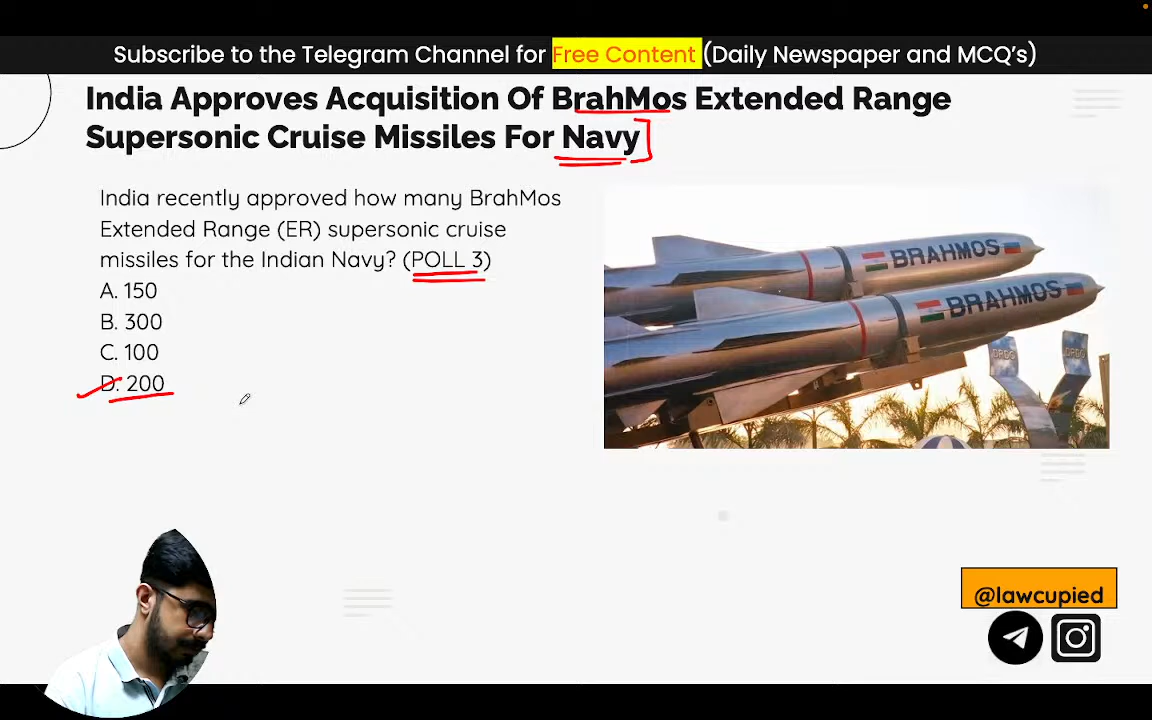 Subscribe to the Telegram Channel for Free Content (Daily Newspaper and MCQ's)
India Approves Acquisition Of BrahMos Extended Range
Supersonic Cruise Missiles For Navy
India recently approved how many BrahMos
Extended Range (ER) supersonic cruise
missiles for the Indian Navy? (POLL 3)
A. 150
B. 300
C. 100
D. 200
BRAHMOS
BRAHMOS
DRDO
DRDO
@lawcupied